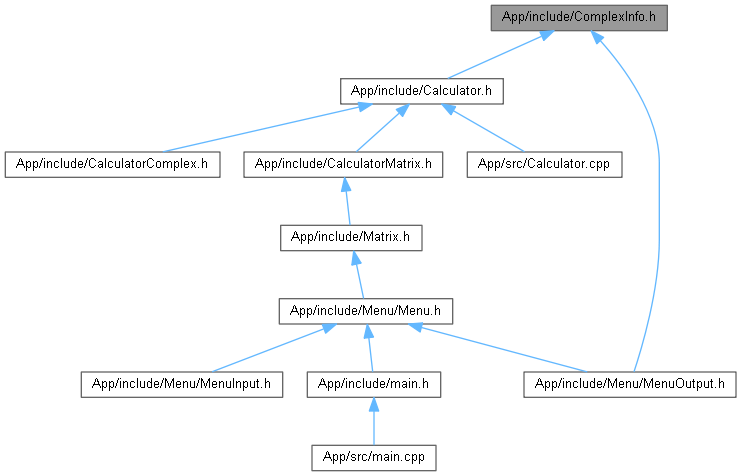 App/include/ComplexInfo.h
App/include/Calculator.h
App/include/CalculatorComplex.h
App/include/CalculatorMatrix.h
App/src/Calculator.cpp
App/include/Matrix.h
App/include/Menu/Menu.h
App/include/Menu/MenuInput.h
App/include/main.h
App/include/Menu/MenuOutput.h
App/src/main.cpp